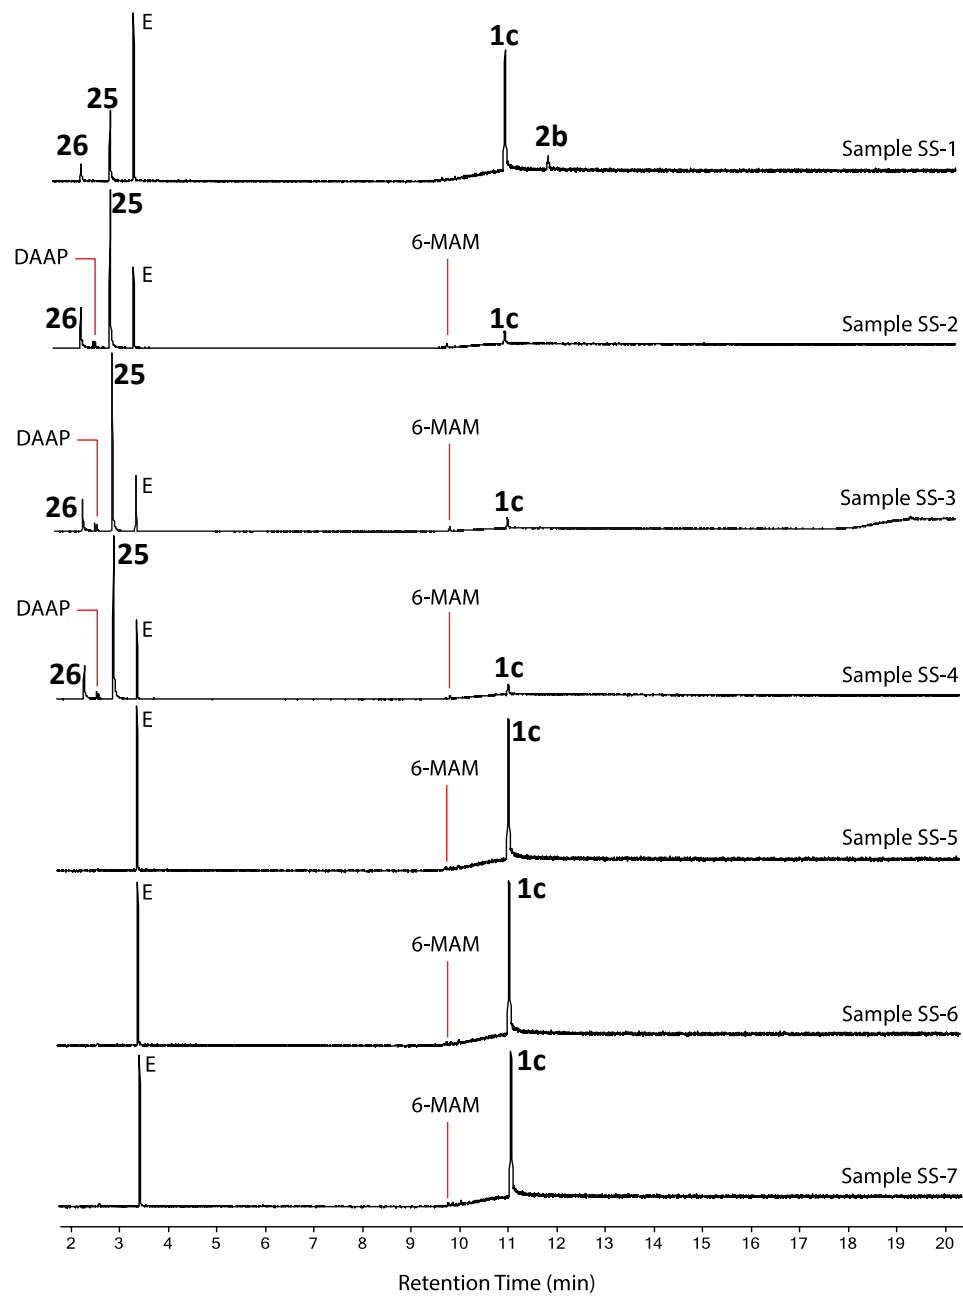 E
1c
25
26
2b
Sample SS-1
25
DAAP
6-MAM
E
26
1c
Sample SS-2
25
DAAP
6-MAM
E
26
1c
Sample SS-3
25
DAAP
6-MAM
E
26
1c
Sample SS-4
E
1c
6-MAM
Sample SS-5
E
1c
6-MAM
Sample SS-6
E
1c
6-MAM
Sample SS-7
2 3 4 5 6 7 8 9 10 11 12 13 14 15 16 17 18 19 20
Retention Time (min)